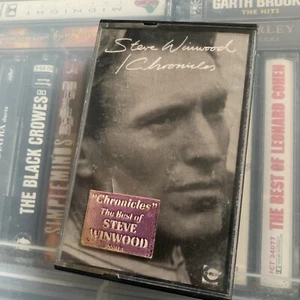 GARTH BROOKS
THE HITS
Steve Winwood
/Chronicles
THE BLACK CROWES
SIMPLE MINDS
"Chronicles"
The Best of
STEVE
WINWOOD
THE BEST OF LEONARD COHEN